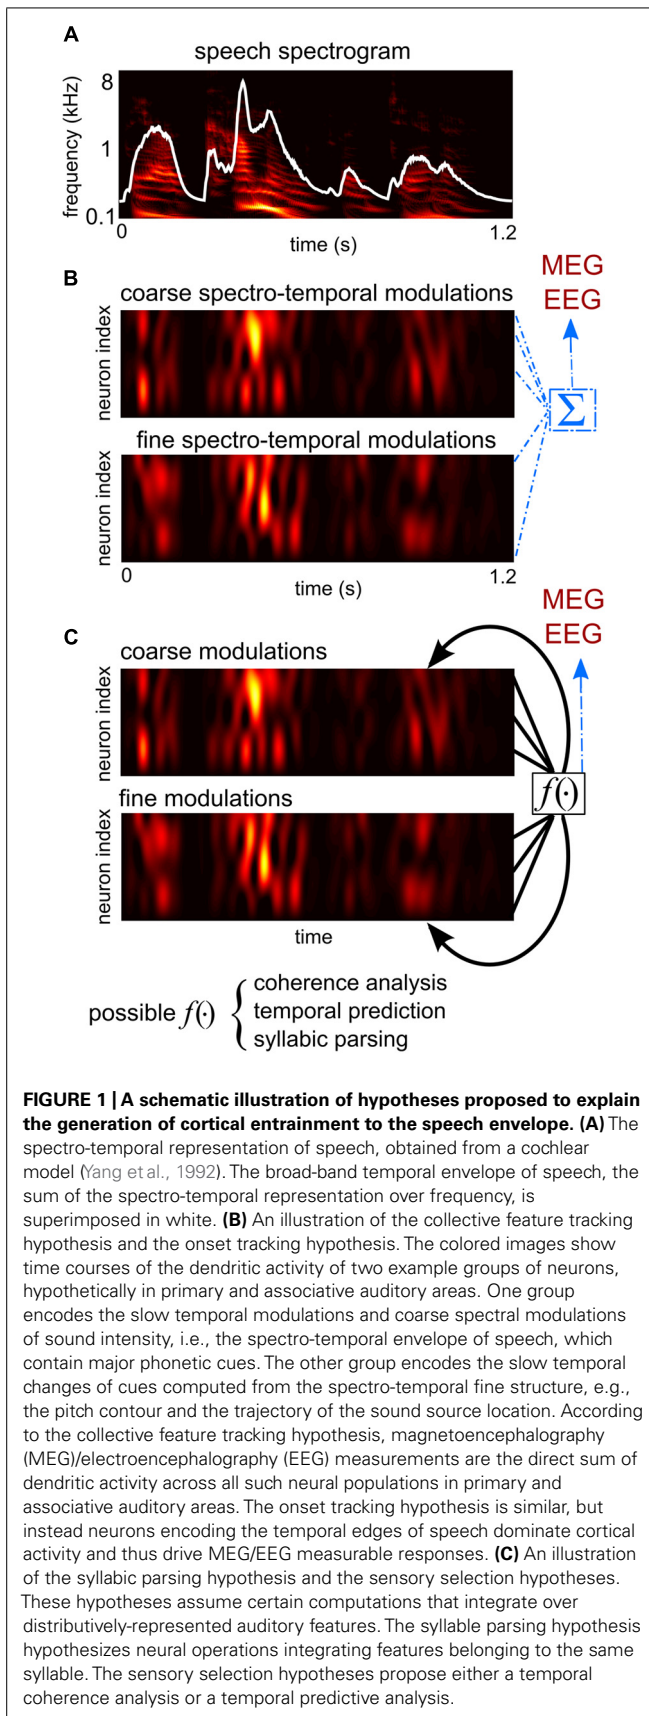 A
speech spectrogram
frequency (kHz)
8
1
0.1
0
1.2
time (s)
MEG
EEG
B
coarse spectro-temporal modulations
neuron index
Σ
fine spectro-temporal modulations
neuron index
0
1.2
time (s)
MEG
EEG
C
coarse modulations
neuron index
f(·)
fine modulations
neuron index
time
coherence analysis
possible f(·) { temporal prediction
syllabic parsing
FIGURE 1 | A schematic illustration of hypotheses proposed to explain
the generation of cortical entrainment to the speech envelope. (A) The
spectro-temporal representation of speech, obtained from a cochlear
model (Yang et al., 1992). The broad-band temporal envelope of speech, the
sum of the spectro-temporal representation over frequency, is
superimposed in white. (B) An illustration of the collective feature tracking
hypothesis and the onset tracking hypothesis. The colored images show
time courses of the dendritic activity of two example groups of neurons,
hypothetically in primary and associative auditory areas. One group
encodes the slow temporal modulations and coarse spectral modulations
of sound intensity, i.e., the spectro-temporal envelope of speech, which
contain major phonetic cues. The other group encodes the slow temporal
changes of cues computed from the spectro-temporal fine structure, e.g.,
the pitch contour and the trajectory of the sound source location. According
to the collective feature tracking hypothesis, magnetoencephalography
(MEG)/electroencephalography (EEG) measurements are the direct sum of
dendritic activity across all such neural populations in primary and
associative auditory areas. The onset tracking hypothesis is similar, but
instead neurons encoding the temporal edges of speech dominate cortical
activity and thus drive MEG/EEG measurable responses. (C) An illustration
of the syllabic parsing hypothesis and the sensory selection hypotheses.
These hypotheses assume certain computations that integrate over
distributively-represented auditory features. The syllable parsing hypothesis
hypothesizes neural operations integrating features belonging to the same
syllable. The sensory selection hypotheses propose either a temporal
coherence analysis or a temporal predictive analysis.